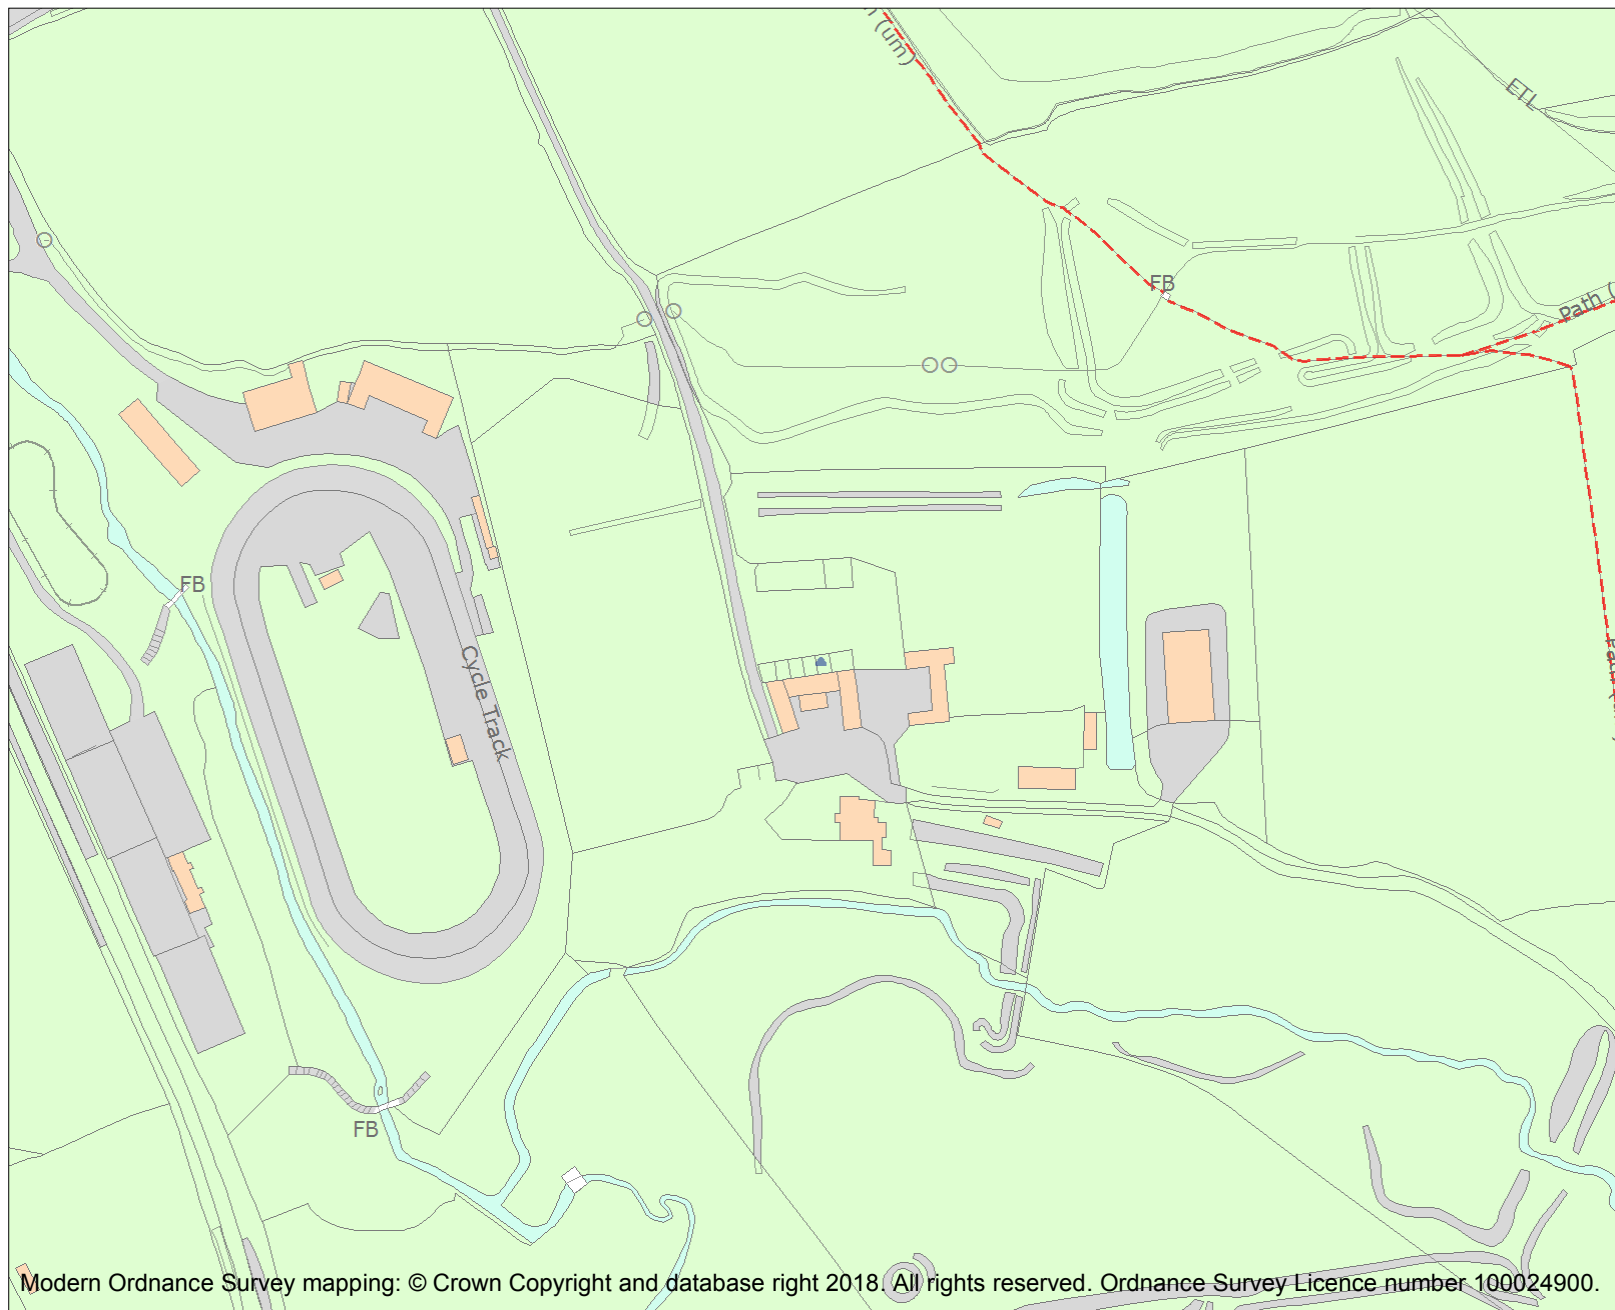 (um)
ETL
FB
Path (
FB
Cycle Track
FB
Modern Ordnance Survey mapping: © Crown Copyright and database right 2018. All rights reserved. Ordnance Survey Licence number 100024900.